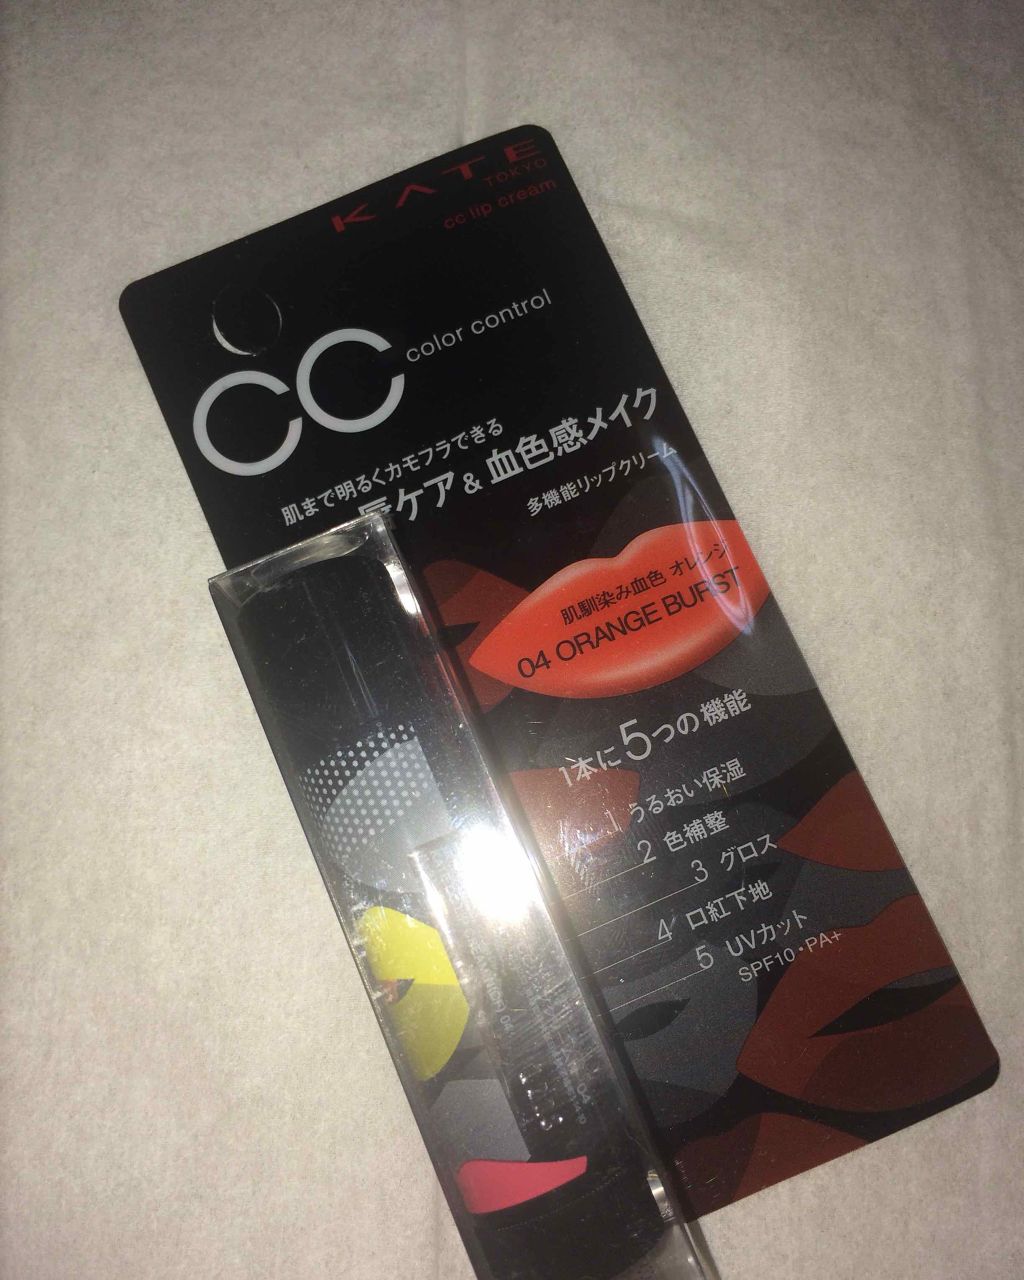 KATE
TOKYO
cc lip cream
CC color control
肌まで明るくカモフラできる
唇ケア & 血色感メイク
多機能リップクリーム
肌馴染み血色 オレンジ
04 ORANGE BURST
1本に5つの機能
1 うるおい保湿
2 色補整
3 グロス
4 口紅下地
5 UVカット
SPF10・PA+